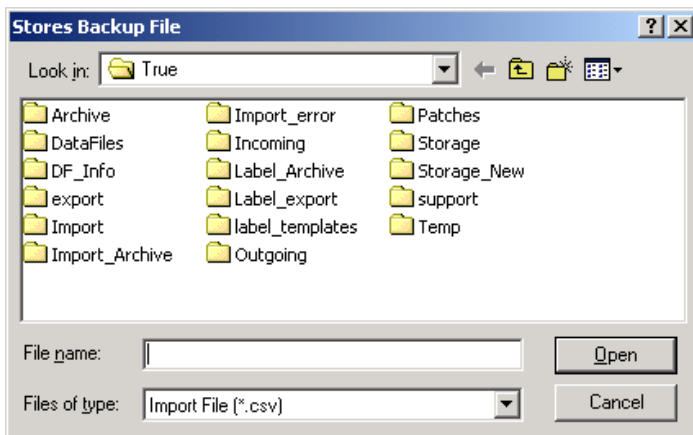 Stores Backup File
Look in: True
Archive Import_error Patches
DataFiles Incoming Storage
DF_Info Label_Archive Storage_New
export Label_export support
Import label_templates Temp
Import_Archive Outgoing
File name: Open
Files of type: Import File (*.csv) Cancel